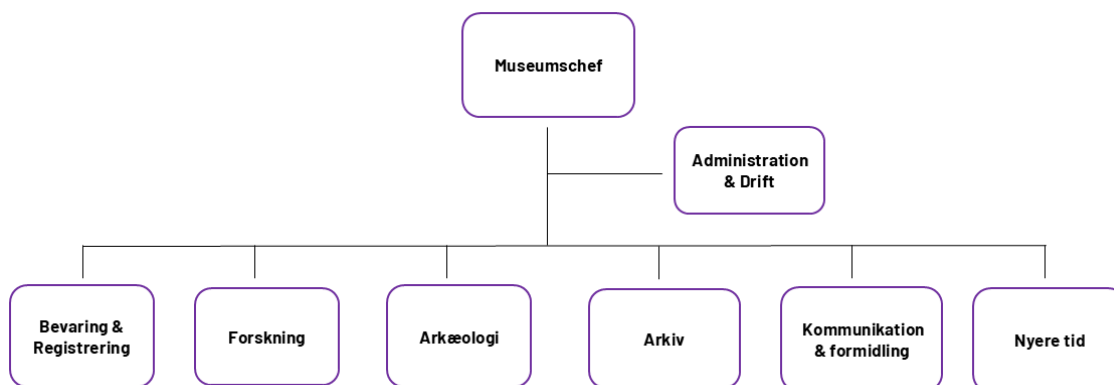 Museumschef
Administration
& Drift
Bevaring &
Registrering
Forskning
Arkæologi
Arkiv
Kommunikation
& formidling
Nyere tid